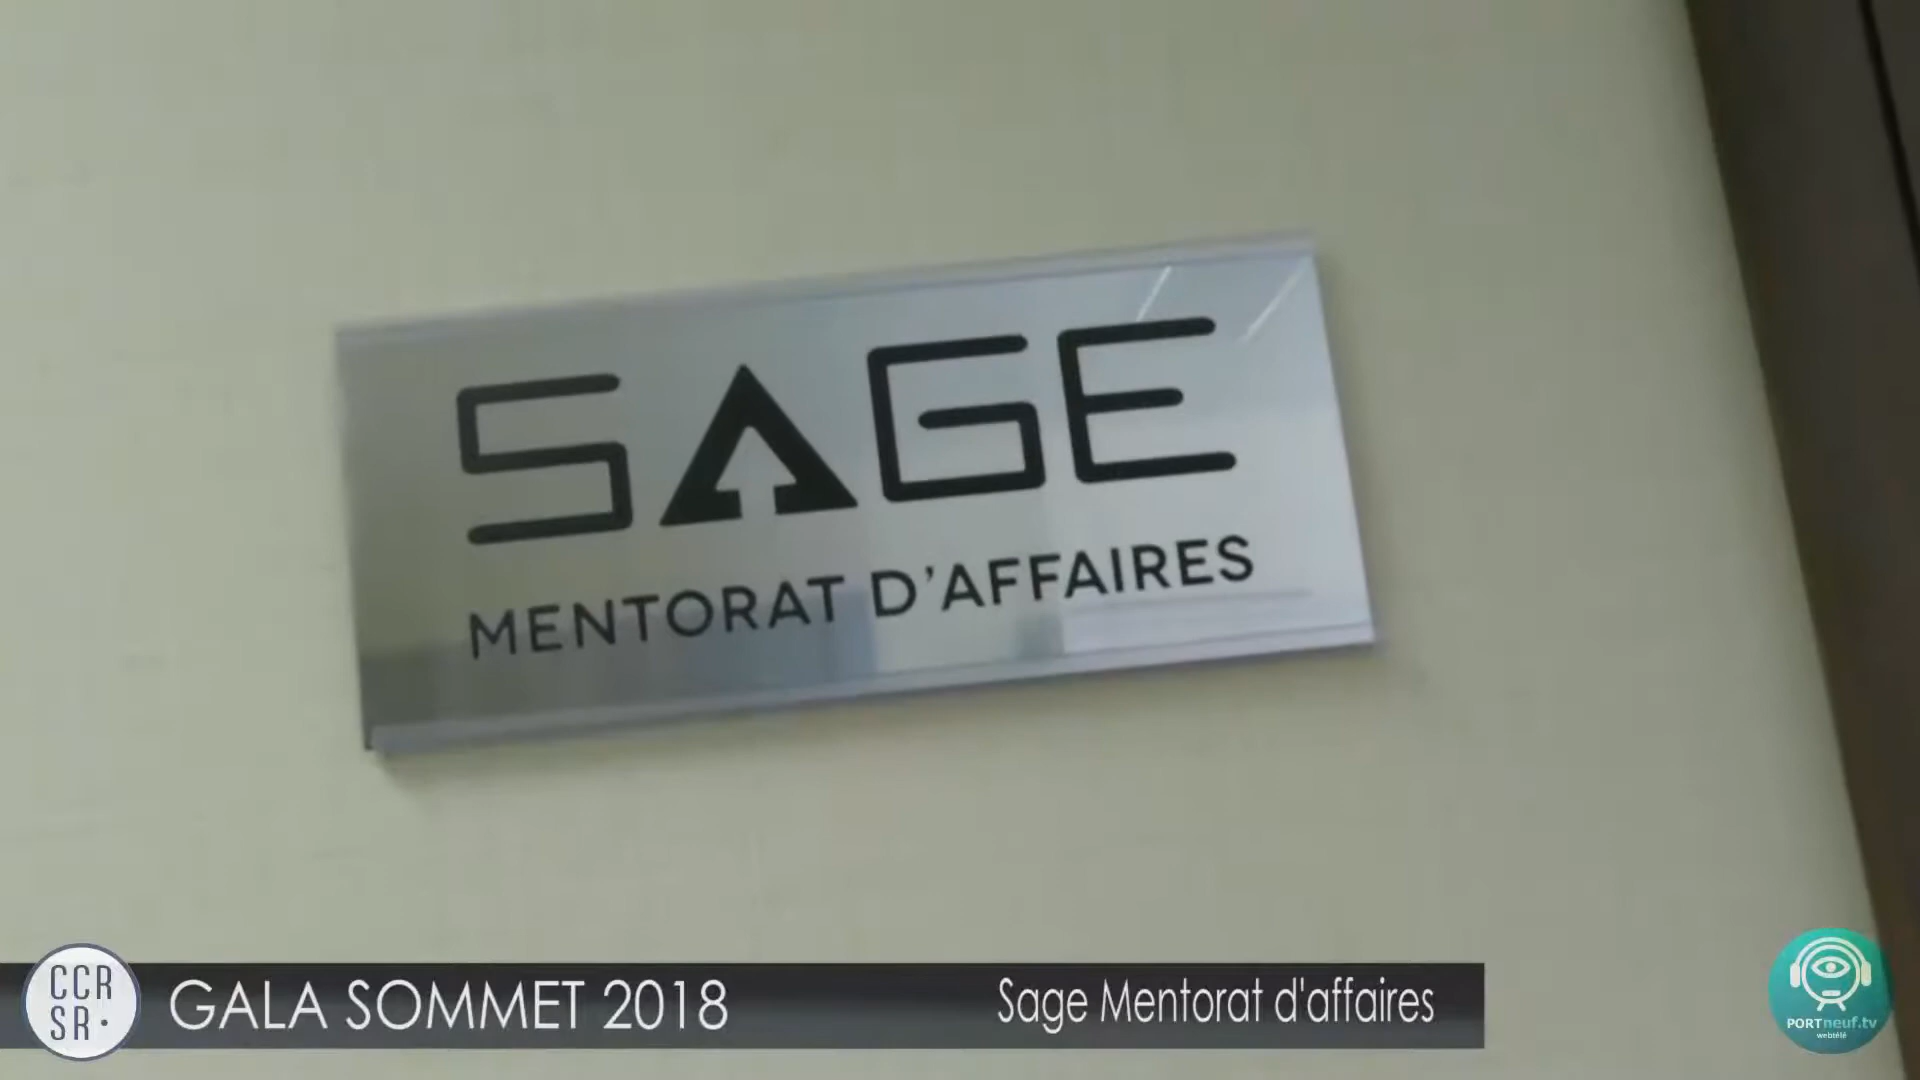 SAGE
MENTORAT D'AFFAIRES
CCR
SR.
GALA SOMMET 2018
Sage Mentorat d'affaires
PORTneuf.tv
webtélé